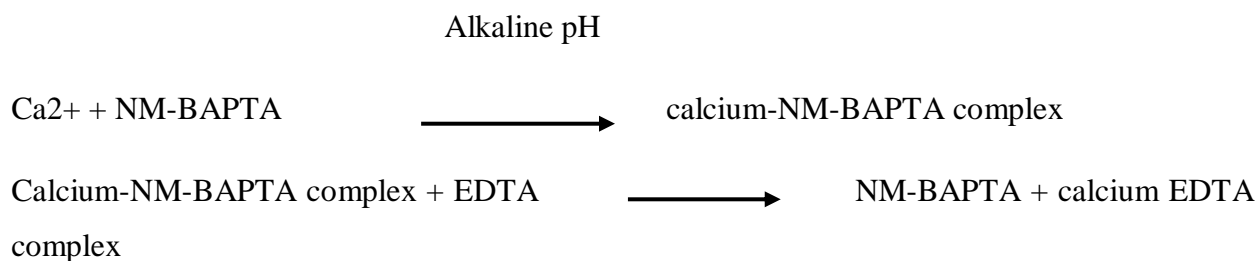 Alkaline pH
Ca2+ + NM-BAPTA calcium-NM-BAPTA complex
Calcium-NM-BAPTA complex + EDTA NM-BAPTA + calcium EDTA
complex